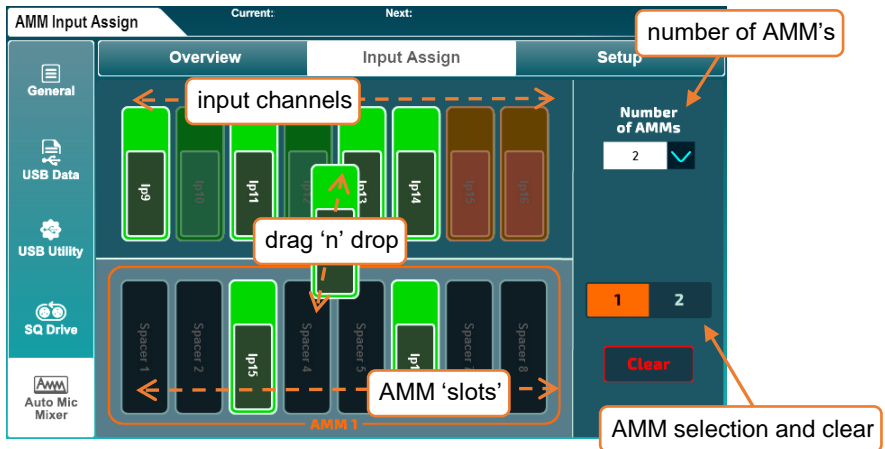 AMM Input Assign
Current:
Next:
number of AMM's
Overview
Input Assign
Setup
General
USB Data
USB Utility
SQ Drive
Auto Mic
Mixer
input channels
Ip9
Ip10
Ip11
Ip13
Ip14
Ip15
Ip16
Number
of AMMs
2
drag ‘n’ drop
Spacer 1
Spacer 2
Ip15
Spacer 4
Spacer 5
Spacer 8
AMM ‘slots’
AMM 1
1
2
Clear
AMM selection and clear